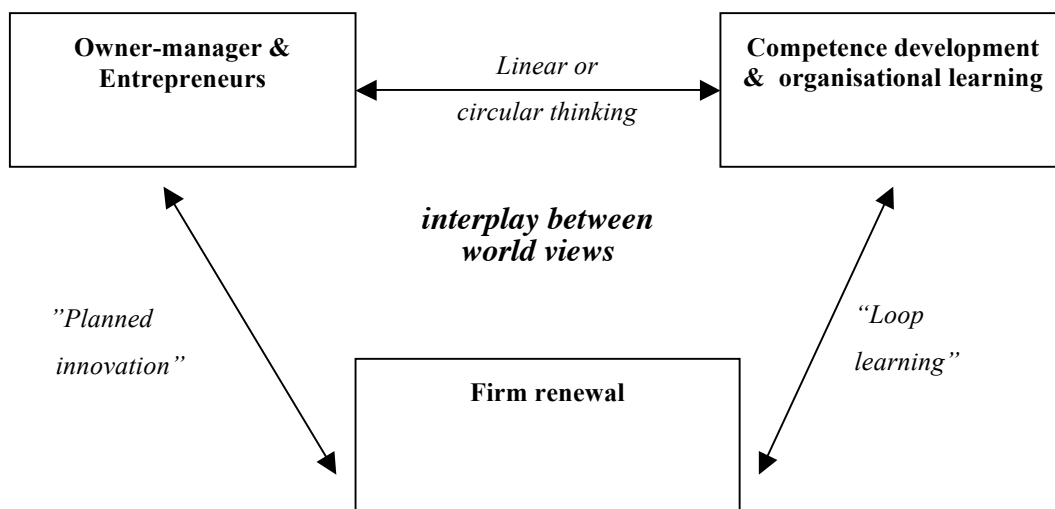 Owner-manager &
Entrepreneurs
Linear or
circular thinking
Competence development
& organisational learning
interplay between
world views
”Planned
innovation”
“Loop
learning”
Firm renewal